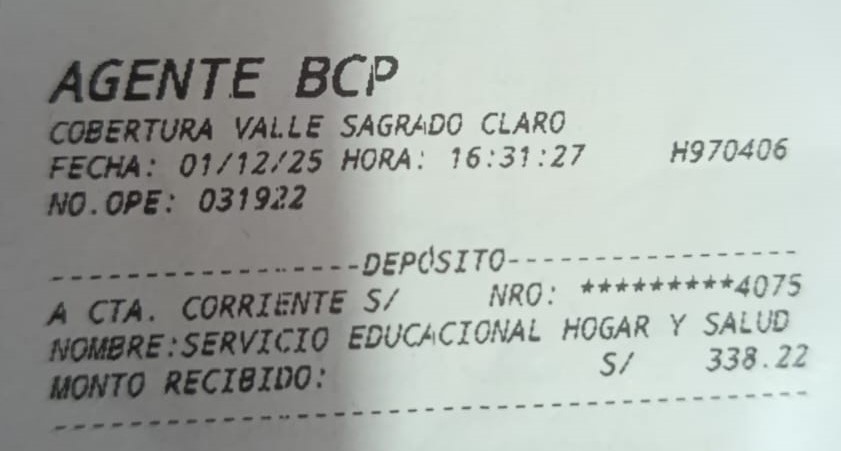 AGENTE BCP
COBERTURA VALLE SAGRADO CLARO
FECHA: 01/12/25 HORA: 16:31:27 H970406
NO.OPE: 031922
------------------DEPÓSITO------------------
A CTA. CORRIENTE S/ NRO: *********4075
NOMBRE:SERVICIO EDUCACIONAL HOGAR Y SALUD
MONTO RECIBIDO: S/ 338.22
--------------------------------------------